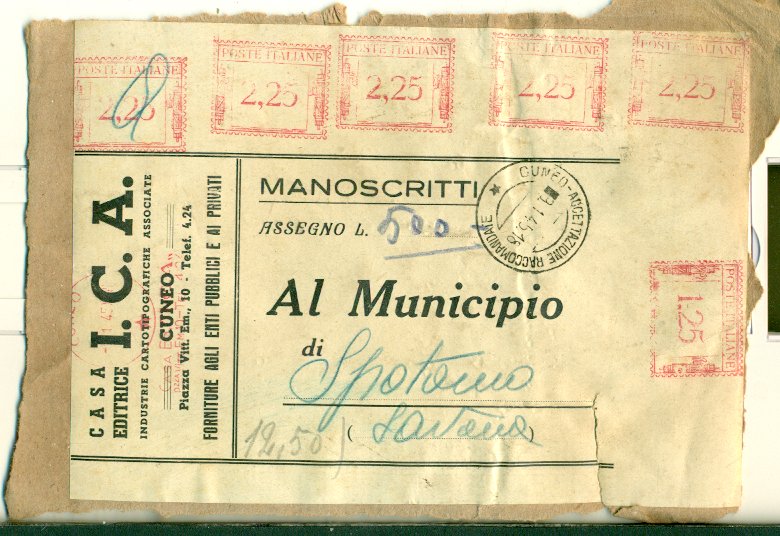 POSTE ITALIANE
2,25
POSTE ITALIANE
2,25
POSTE ITALIANE
2,25
POSTE ITALIANE
2,25
POSTE ITALIANE
2,25
CASA
EDITRICE I.C.A.
INDUSTRIE CARTOTIPOGRAFICHE ASSOCIATE
CUNEO
Piazza Vitt. Em., 10 - Telef. 4.24
FORNITURE AGLI ENTI PUBBLICI E AI PRIVATI
MANOSCRITTI
ASSEGNO L. 500
CUNEO-ACCETTAZIONE RACCOMANDATE
Al Municipio
di Spotorno
(Savona)
12,50
POSTE ITALIANE
1.25